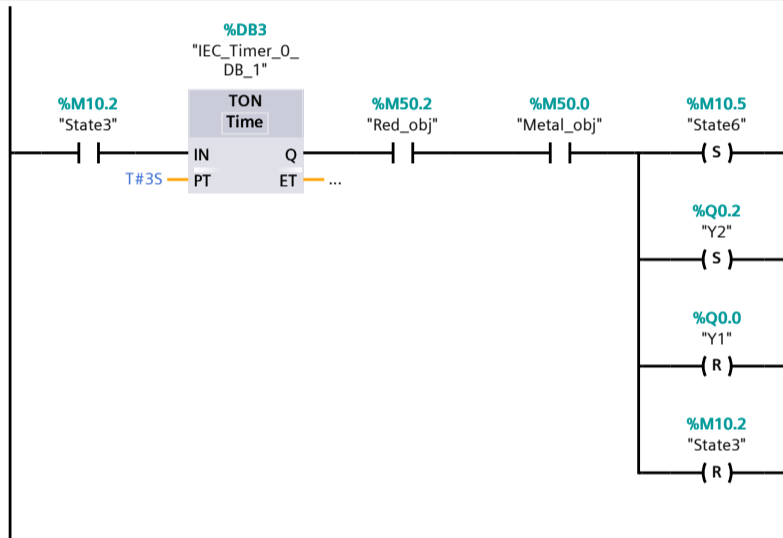 %DB3
"IEC_Timer_0_
DB_1"
%M10.2
"State3"
TON
Time
%M50.2
"Red_obj"
%M50.0
"Metal_obj"
%M10.5
"State6"
IN Q
S
T#3S PT ET ...
%Q0.2
"Y2"
S
%Q0.0
"Y1"
R
%M10.2
"State3"
R